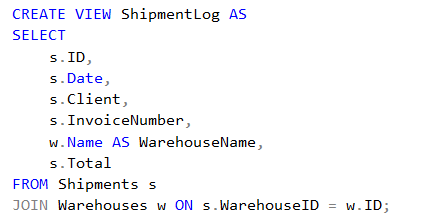 CREATE VIEW ShipmentLog AS
SELECT
    s.ID,
    s.Date,
    s.Client,
    s.InvoiceNumber,
    w.Name AS WarehouseName,
    s.Total
FROM Shipments s
JOIN Warehouses w ON s.WarehouseID = w.ID;